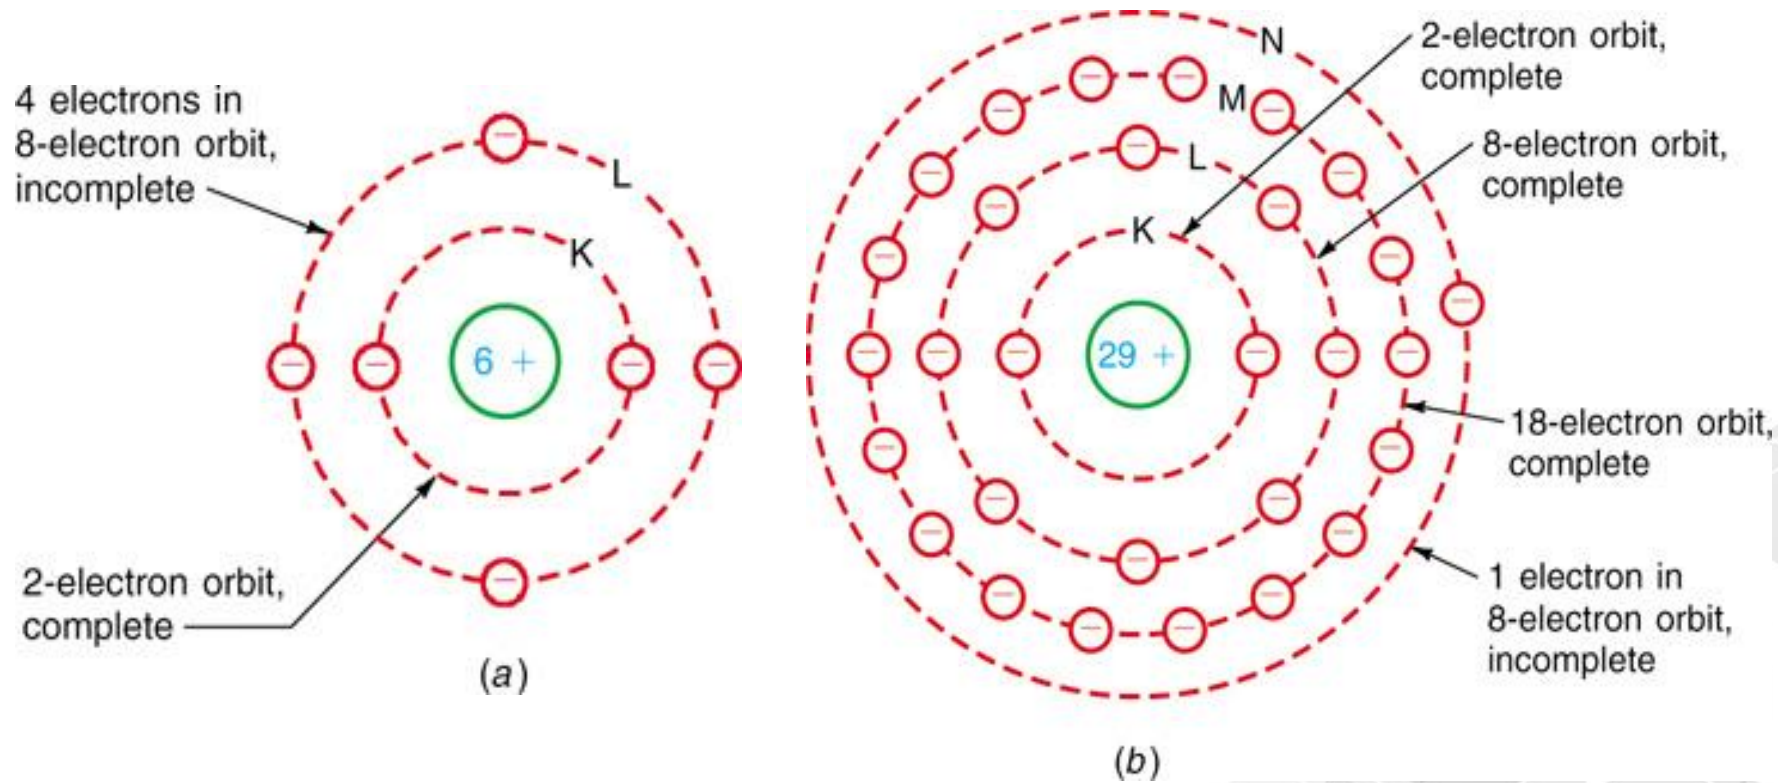 4 electrons in
8-electron orbit,
incomplete
L
K
6 +
2-electron orbit,
complete
(a)
N
M
L
K
29 +
2-electron orbit,
complete
8-electron orbit,
complete
18-electron orbit,
complete
1 electron in
8-electron orbit,
incomplete
(b)